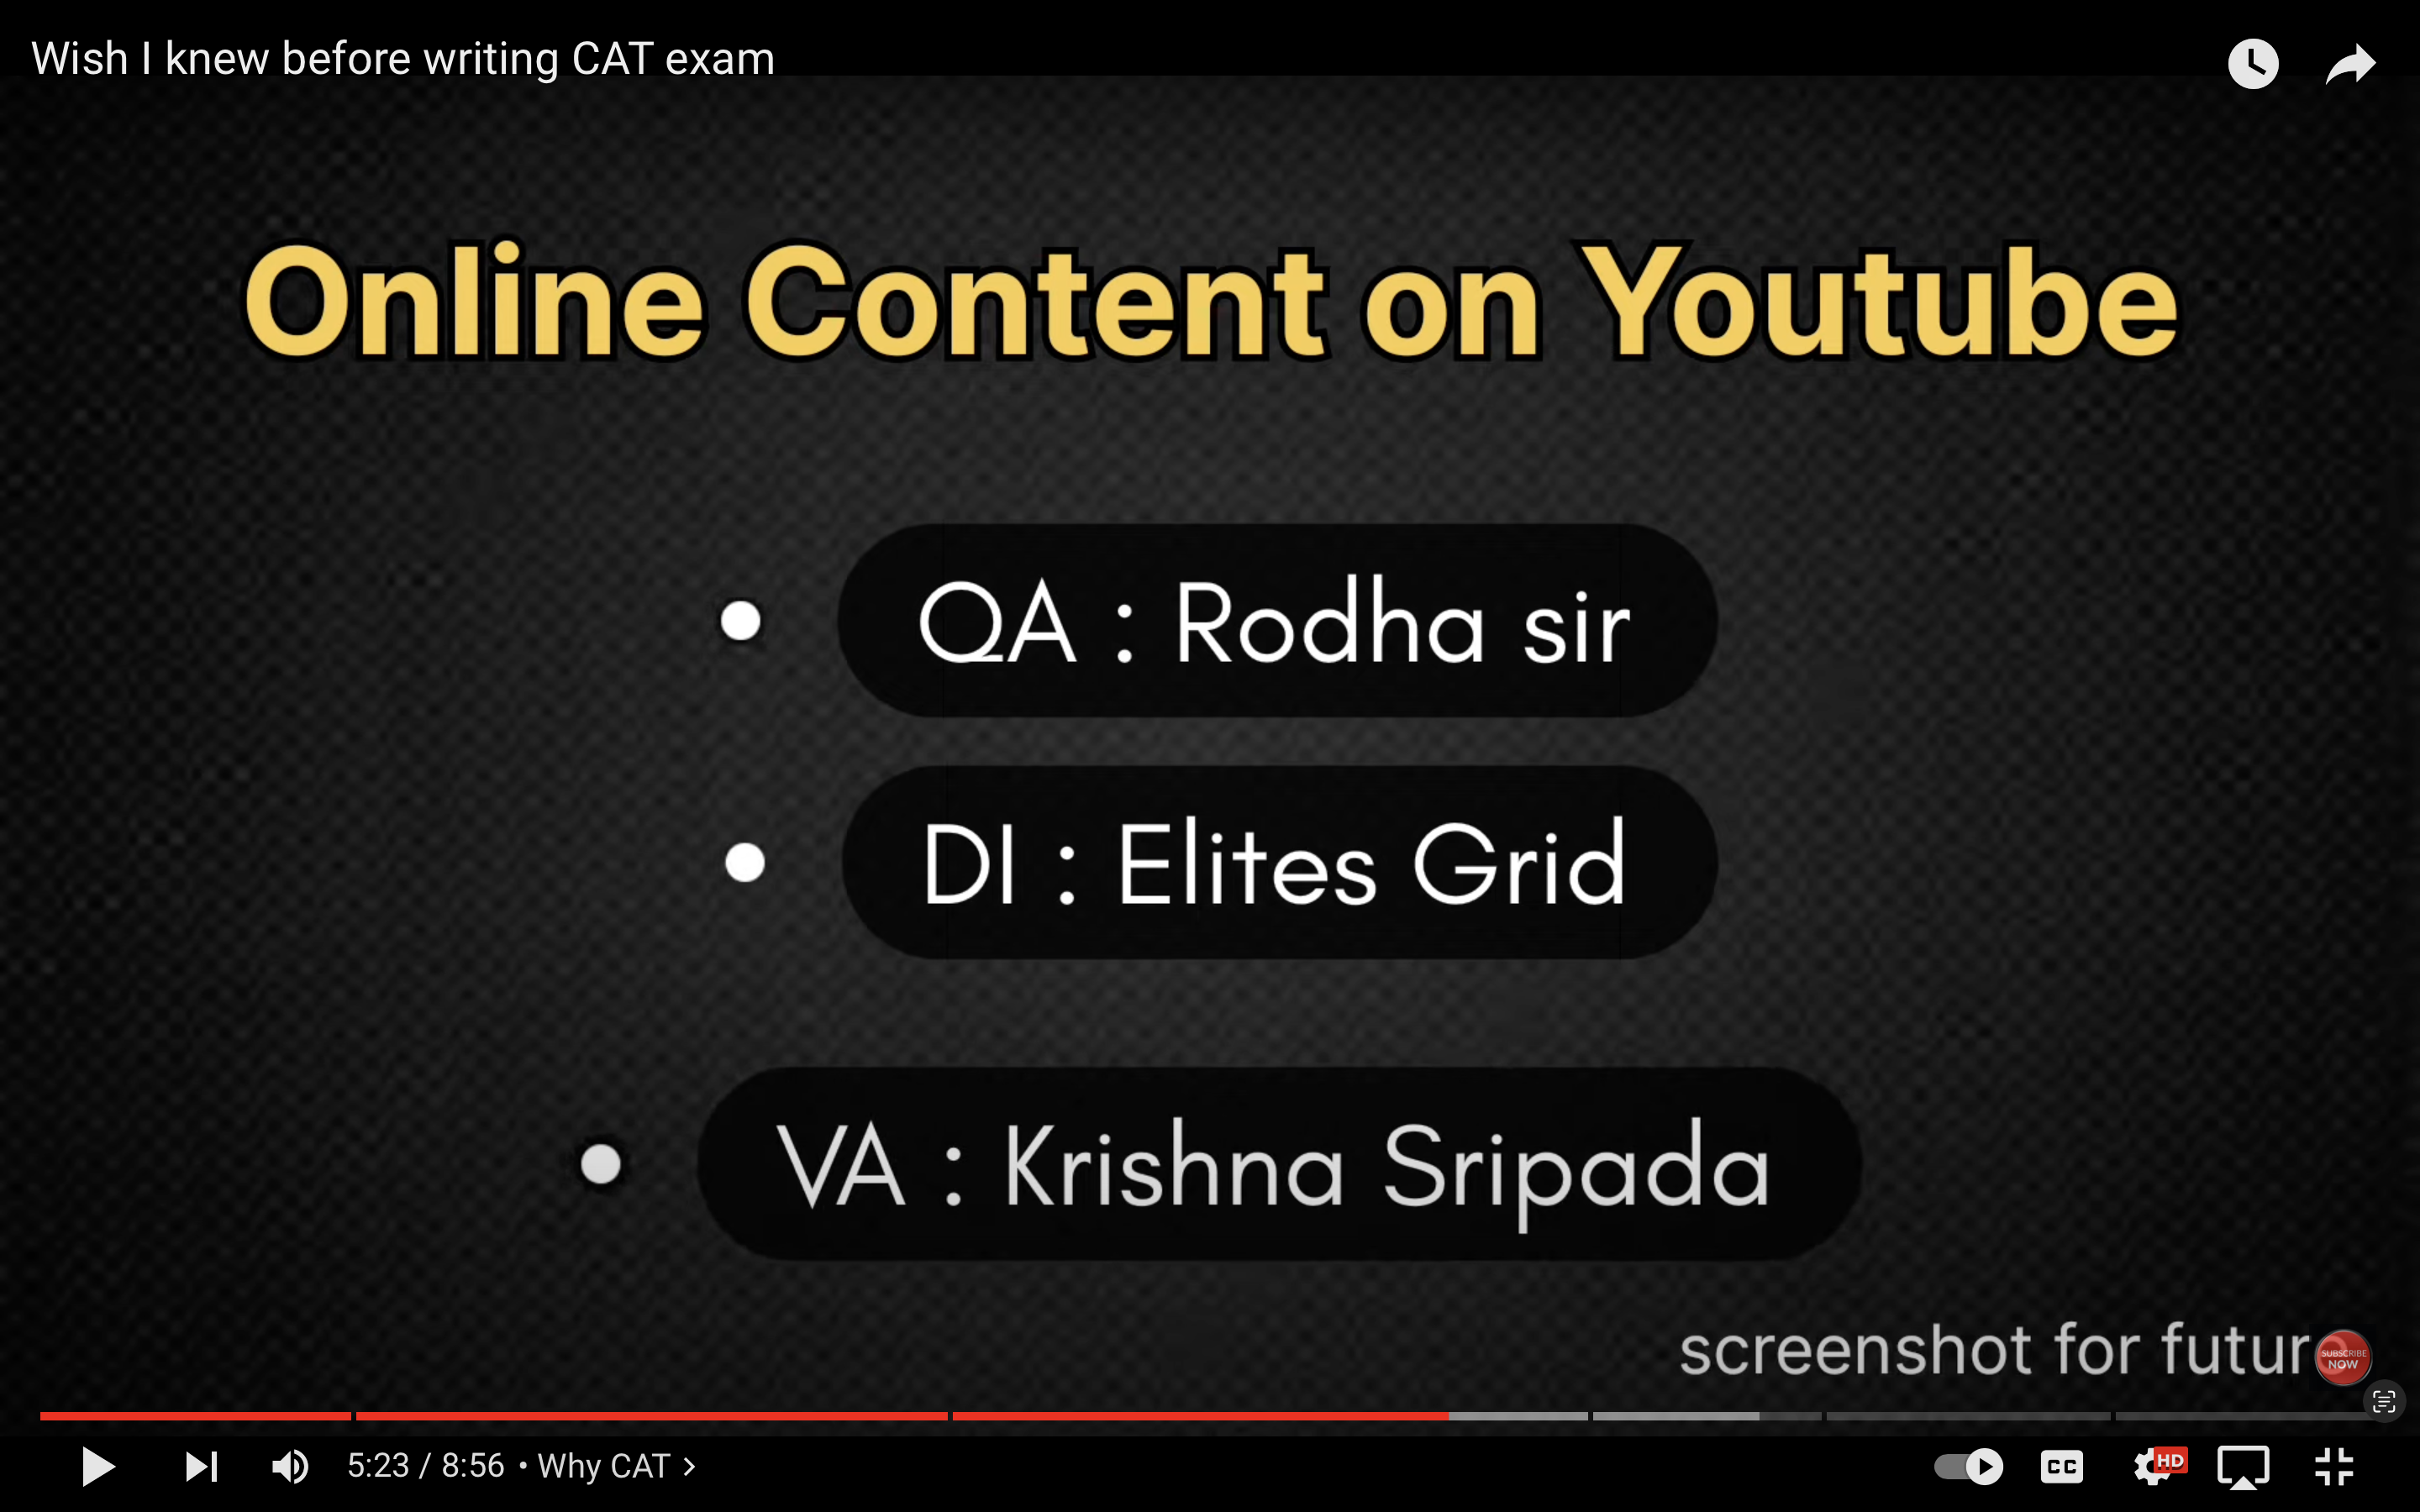 Wish I knew before writing CAT exam
Online Content on Youtube
QA : Rodha sir
DI : Elites Grid
VA : Krishna Sripada
screenshot for futur
SUBSCRIBE
NOW
5:23 / 8:56 • Why CAT >
CC
HD